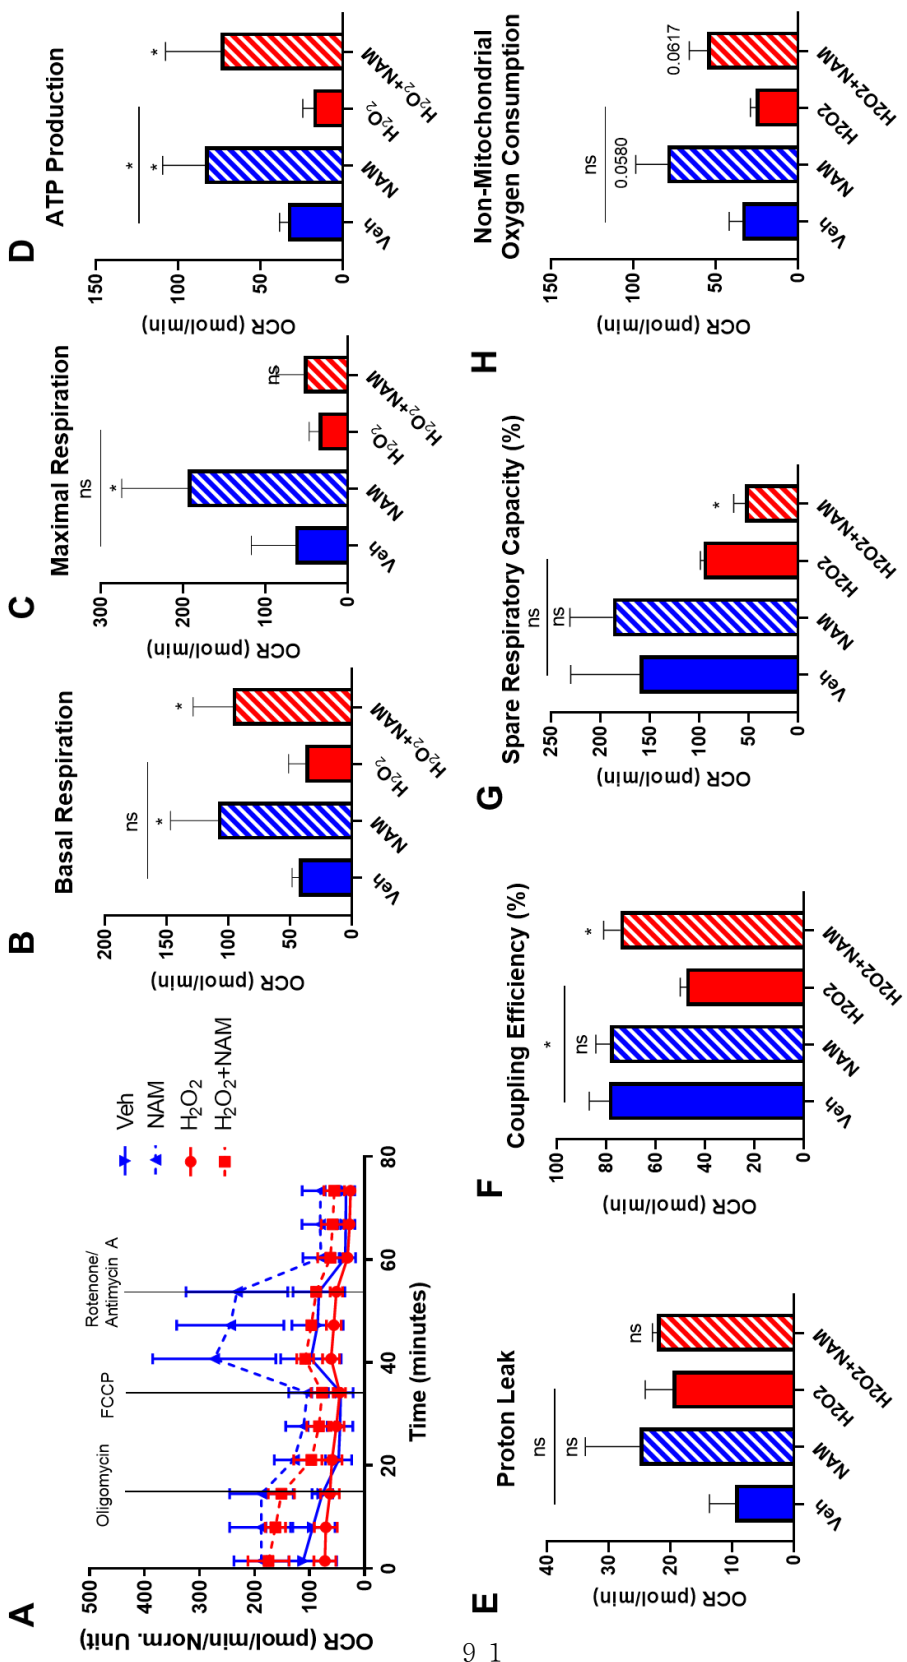 A
OCR (pmol/min/Norm. Unit)
500
400
300
200
100
0
Oligomycin
FCCP
Rotenone/
Antimycin A
0
20
40
60
80
Time (minutes)
Veh
NAM
H₂O₂
H₂O₂+NAM
B
Basal Respiration
OCR (pmol/min)
200
150
100
50
0
ns
*
*
Veh
NAM
H₂O₂
H₂O₂+NAM
C
Maximal Respiration
OCR (pmol/min)
300
200
100
0
ns
*
ns
Veh
NAM
H₂O₂
H₂O₂+NAM
D
ATP Production
OCR (pmol/min)
150
100
50
0
*
*
*
Veh
NAM
H₂O₂
H₂O₂+NAM
E
Proton Leak
OCR (pmol/min)
40
30
20
10
0
ns
ns
ns
Veh
NAM
H2O2
H2O2+NAM
F
Coupling Efficiency (%)
OCR (pmol/min)
100
80
60
40
20
0
*
ns
*
Veh
NAM
H2O2
H2O2+NAM
G
Spare Respiratory Capacity (%)
OCR (pmol/min)
250
200
150
100
50
0
ns
ns
*
Veh
NAM
H2O2
H2O2+NAM
H
Non-Mitochondrial
Oxygen Consumption
OCR (pmol/min)
150
100
50
0
ns
0.0580
0.0617
Veh
NAM
H2O2
H2O2+NAM
9 1